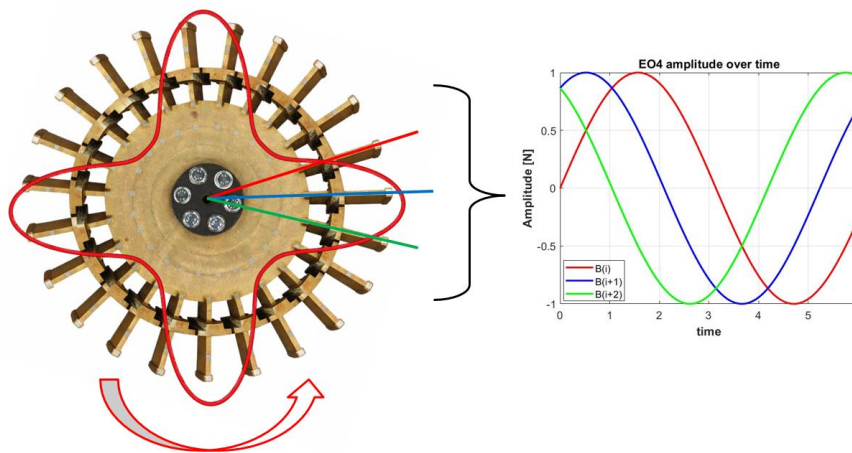 EO4 amplitude over time
Amplitude [N]
1
0.5
0
-0.5
-1
B(i)
B(i+1)
B(i+2)
0
1
2
3
4
5
time